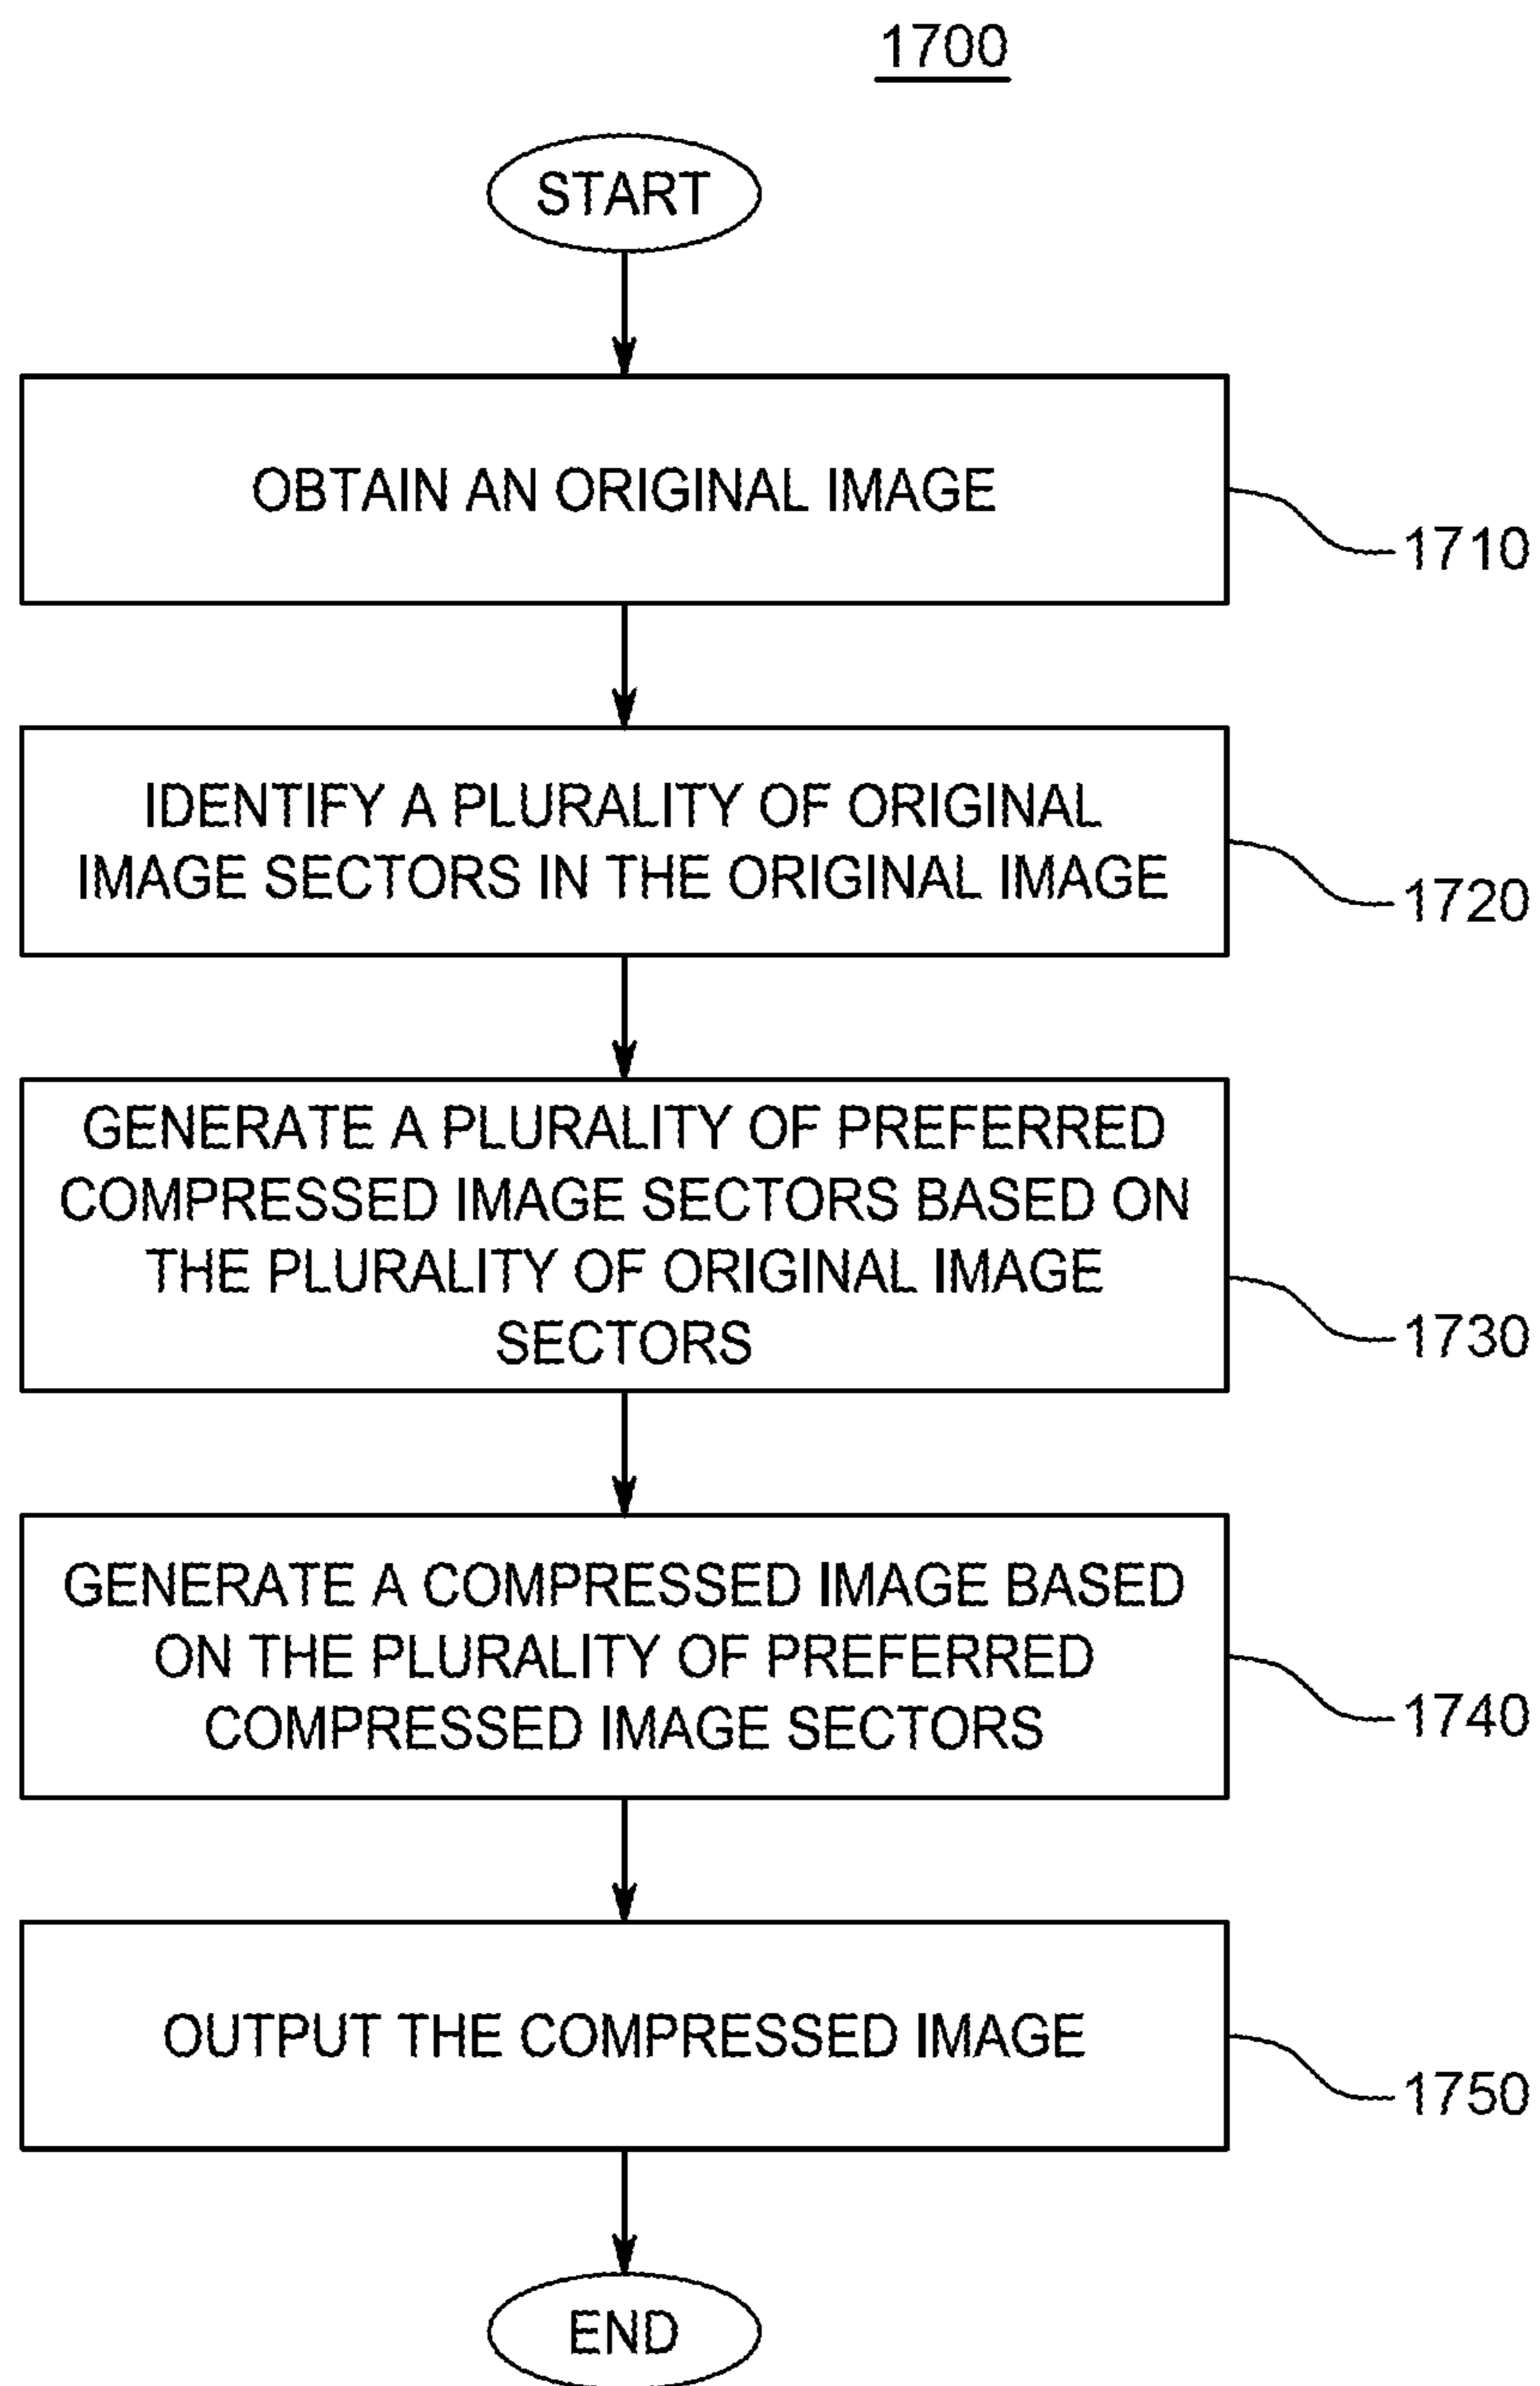 1700
START
OBTAIN AN ORIGINAL IMAGE
1710
IDENTIFY A PLURALITY OF ORIGINAL
IMAGE SECTORS IN THE ORIGINAL IMAGE
1720
GENERATE A PLURALITY OF PREFERRED
COMPRESSED IMAGE SECTORS BASED ON
THE PLURALITY OF ORIGINAL IMAGE
SECTORS
1730
GENERATE A COMPRESSED IMAGE BASED
ON THE PLURALITY OF PREFERRED
COMPRESSED IMAGE SECTORS
1740
OUTPUT THE COMPRESSED IMAGE
1750
END